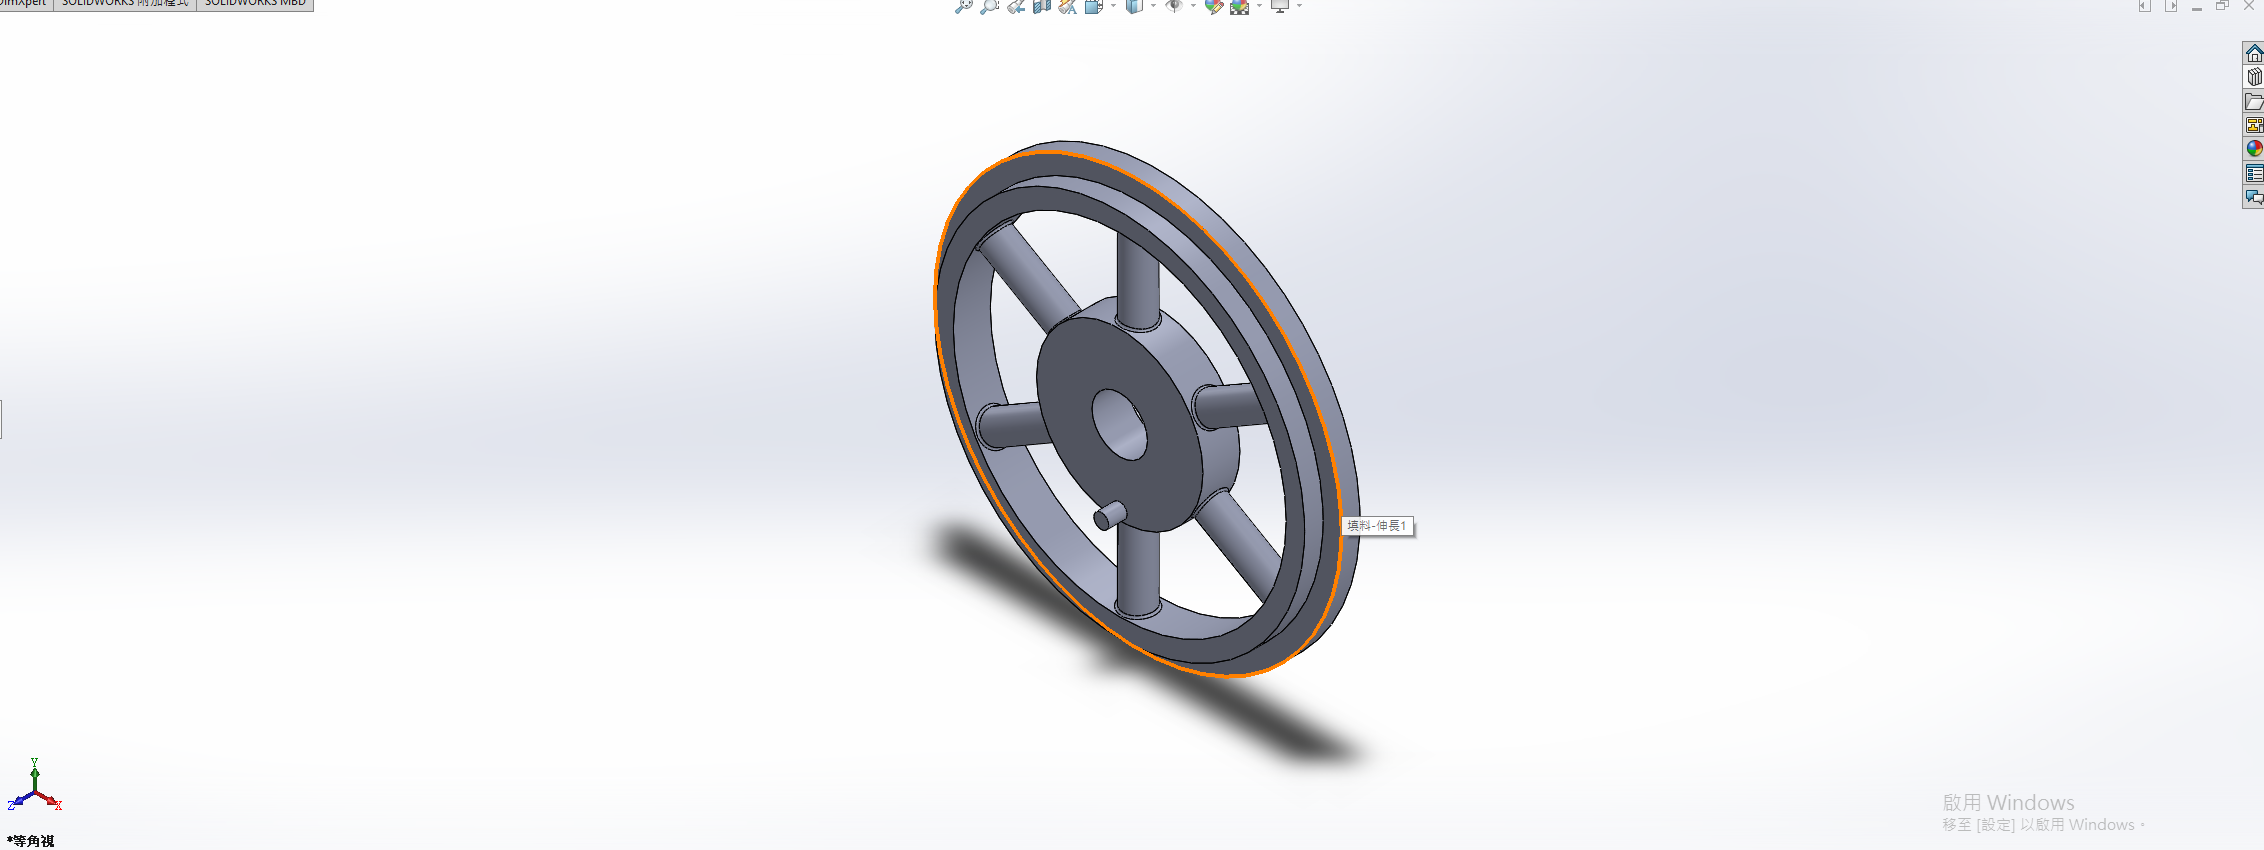 DimXpert
SOLIDWORKS 附加程式
SOLIDWORKS MBD
填料-伸長1
Y
Z
X
*等角視
啟用 Windows
移至 [設定] 以啟用 Windows。